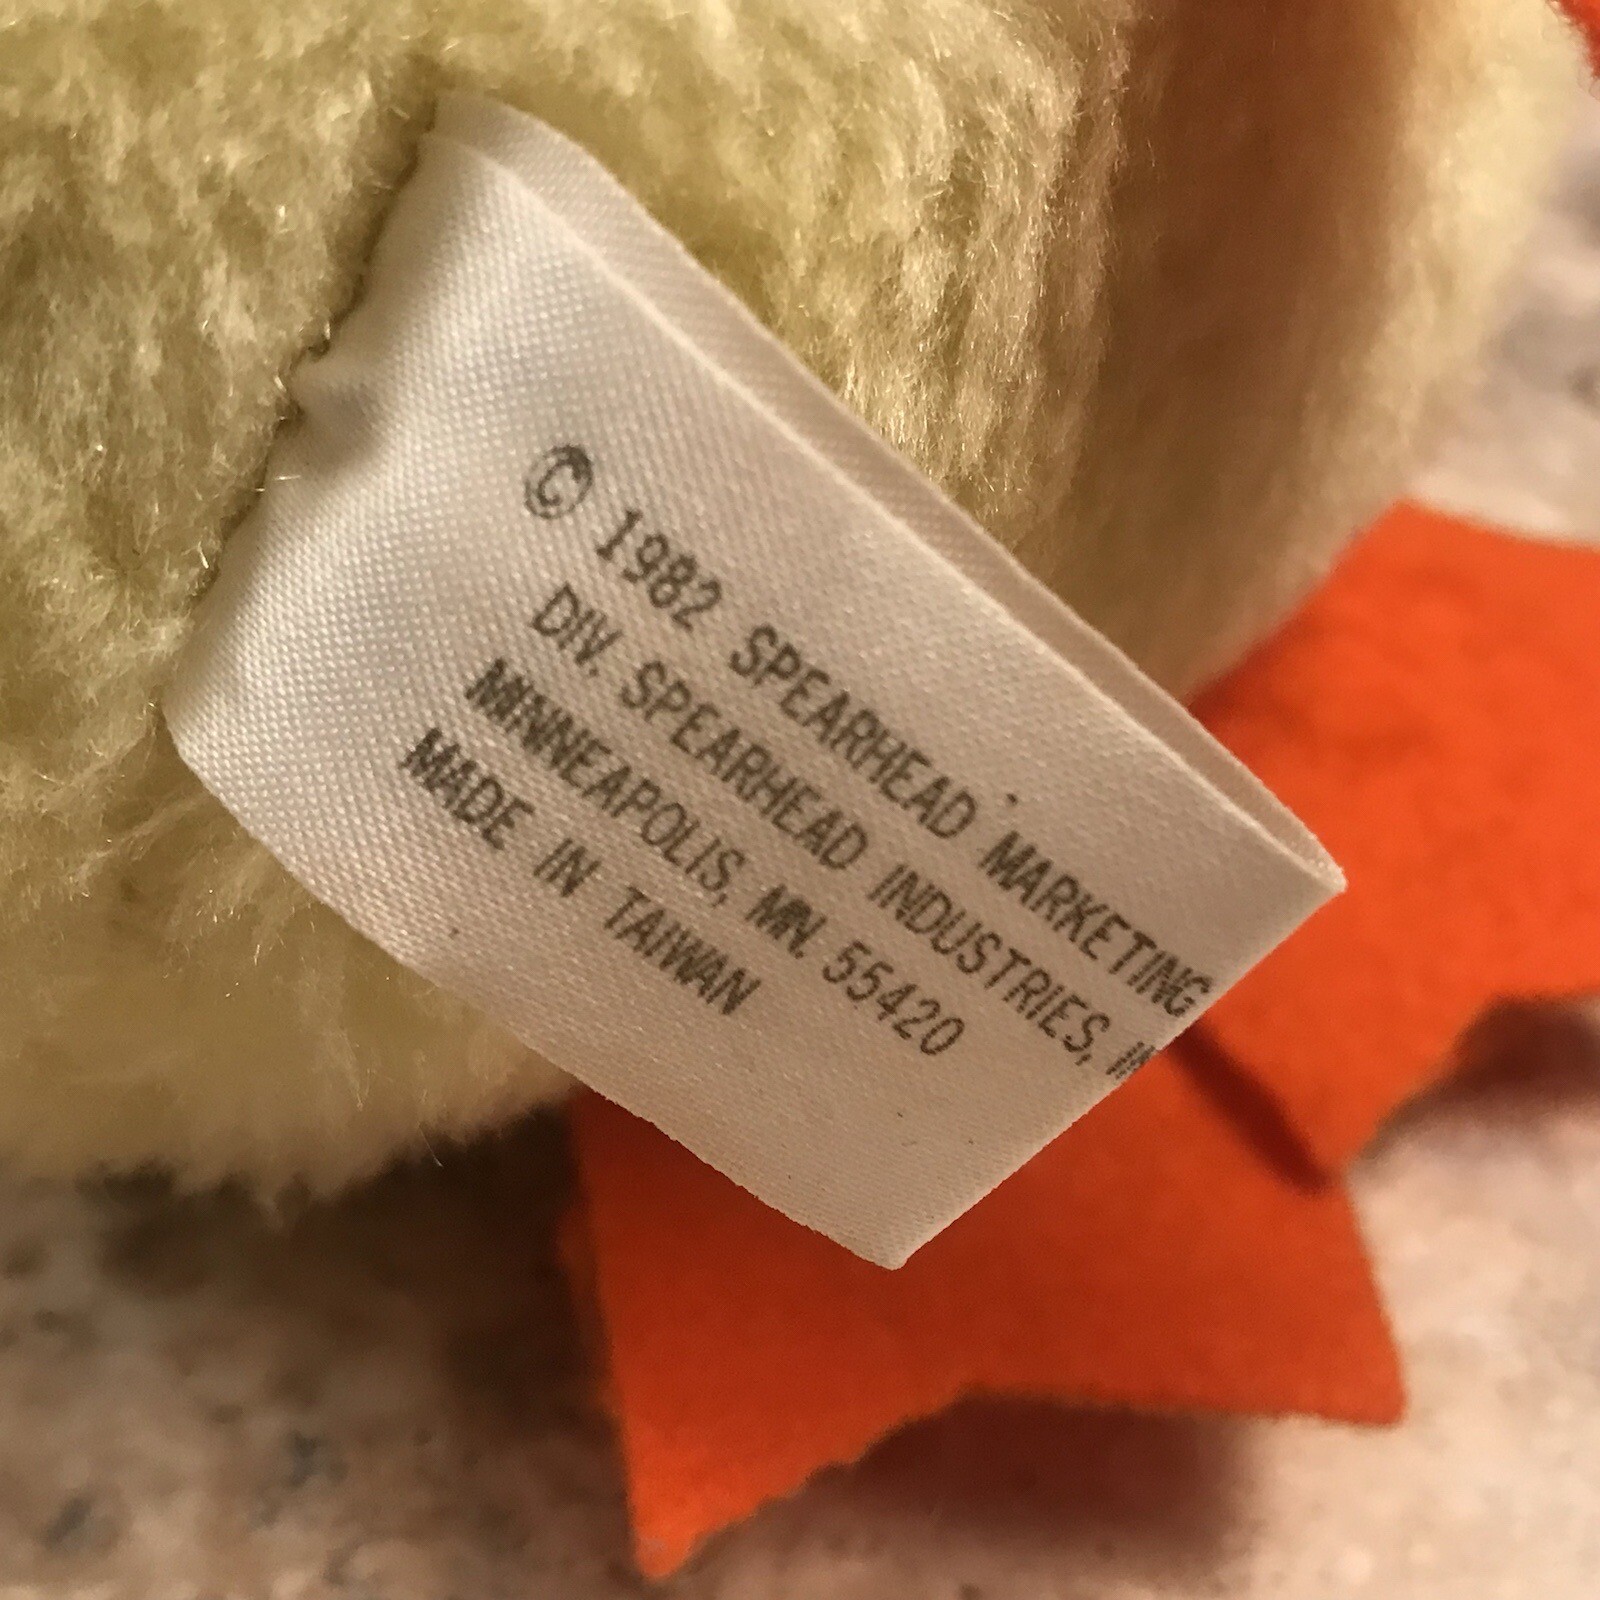 © 1982 SPEARHEAD MARKETING
DIV. SPEARHEAD INDUSTRIES,
MINNEAPOLIS, MN. 55420
MADE IN TAIWAN